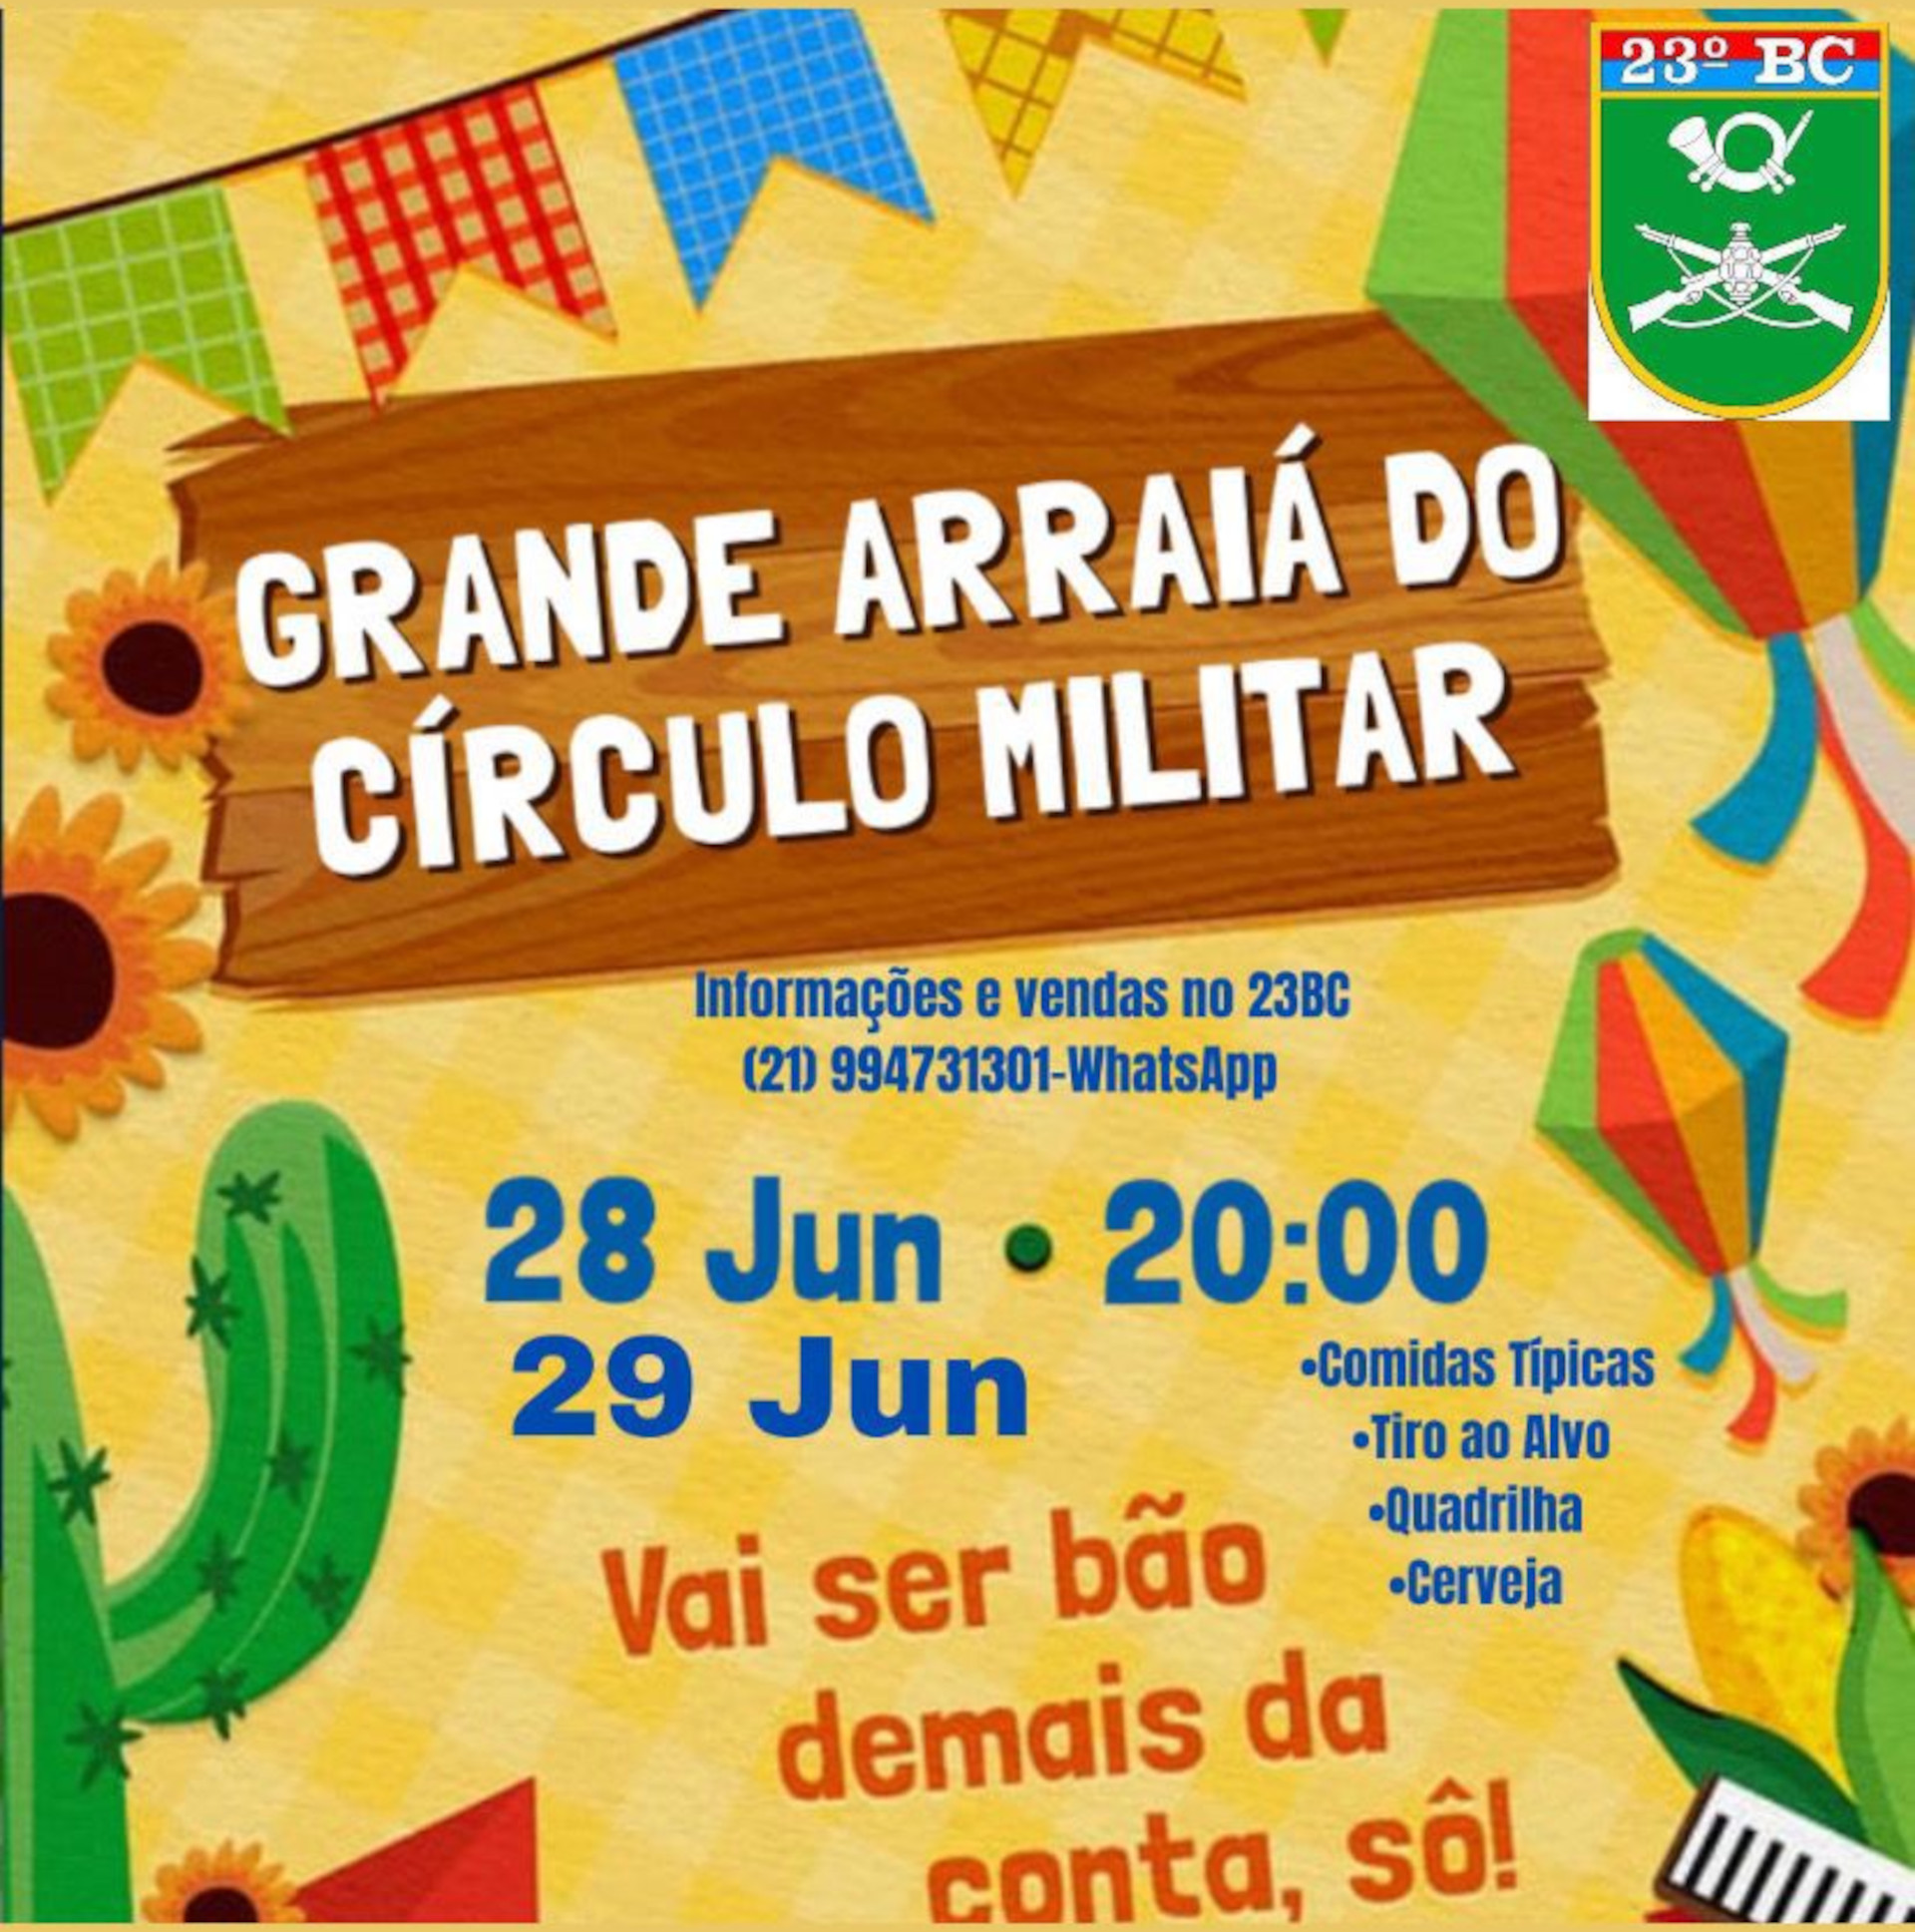 23º BC
GRANDE ARRAIÁ DO
CÍRCULO MILITAR
Informações e vendas no 23BC
(21) 994731301-WhatsApp
28 Jun • 20:00
29 Jun
•Comidas Típicas
•Tiro ao Alvo
•Quadrilha
•Cerveja
Vai ser bão
demais da
conta, sô!